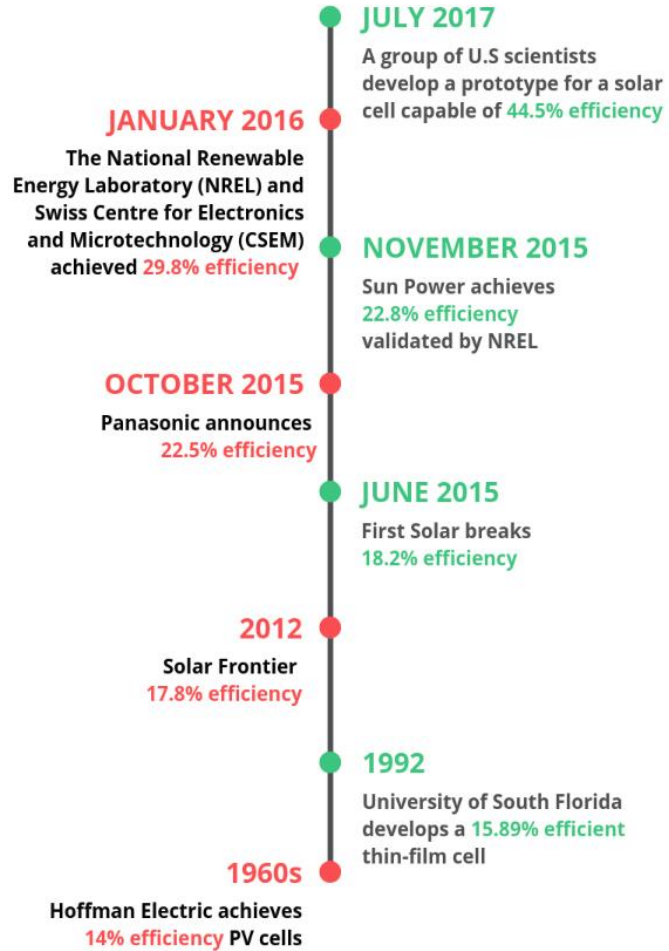 JULY 2017
A group of U.S scientists
develop a prototype for a solar
cell capable of 44.5% efficiency
JANUARY 2016
The National Renewable
Energy Laboratory (NREL) and
Swiss Centre for Electronics
and Microtechnology (CSEM)
achieved 29.8% efficiency
NOVEMBER 2015
Sun Power achieves
22.8% efficiency
validated by NREL
OCTOBER 2015
Panasonic announces
22.5% efficiency
JUNE 2015
First Solar breaks
18.2% efficiency
2012
Solar Frontier
17.8% efficiency
1992
University of South Florida
develops a 15.89% efficient
thin-film cell
1960s
Hoffman Electric achieves
14% efficiency PV cells